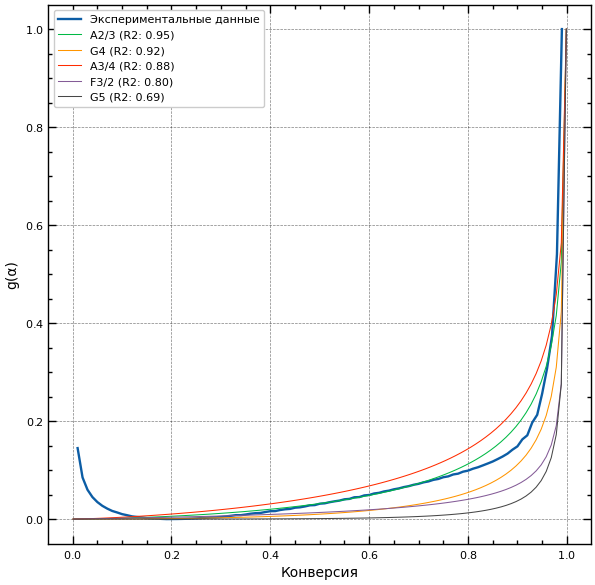 Экспериментальные данные
A2/3 (R2: 0.95)
G4 (R2: 0.92)
A3/4 (R2: 0.88)
F3/2 (R2: 0.80)
G5 (R2: 0.69)
1.0
0.8
0.6
0.4
0.2
0.0
g(α)
0.0 0.2 0.4 0.6 0.8 1.0
Конверсия